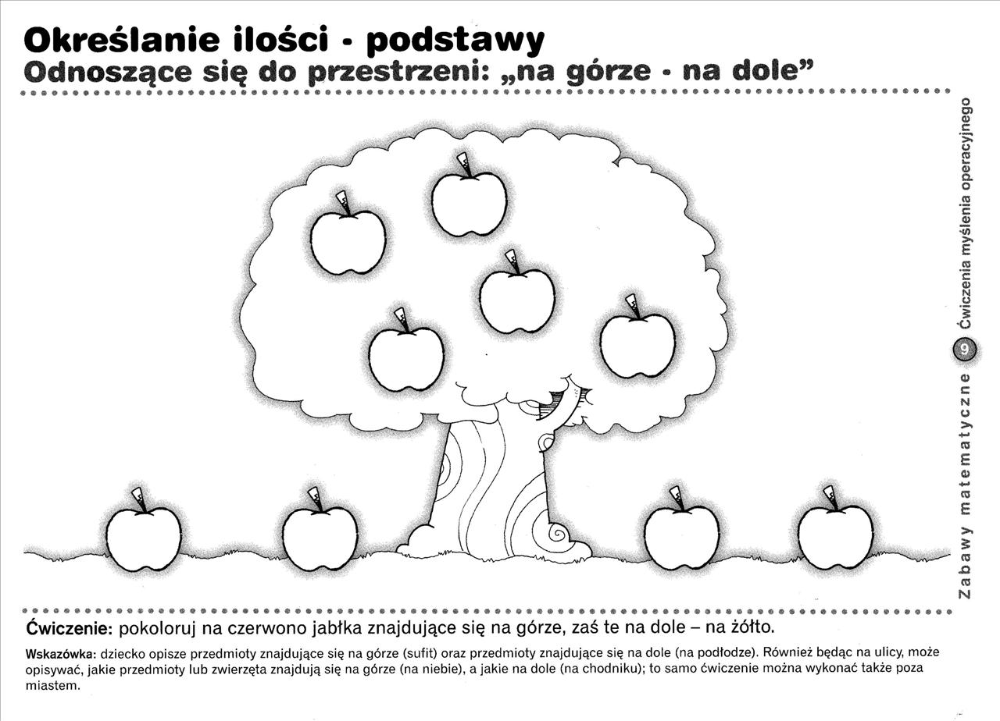 Określanie ilości - podstawy
Odnoszące się do przestrzeni: „na górze - na dole”
Zabawy matematyczne 9 Ćwiczenia myślenia operacyjnego
Ćwiczenie: pokoloruj na czerwono jabłka znajdujące się na górze, zaś te na dole – na żółto.
Wskazówka: dziecko opisze przedmioty znajdujące się na górze (sufit) oraz przedmioty znajdujące się na dole (na podłodze). Również będąc na ulicy, może
opisywać, jakie przedmioty lub zwierzęta znajdują się na górze (na niebie), a jakie na dole (na chodniku); to samo ćwiczenie można wykonać także poza
miastem.